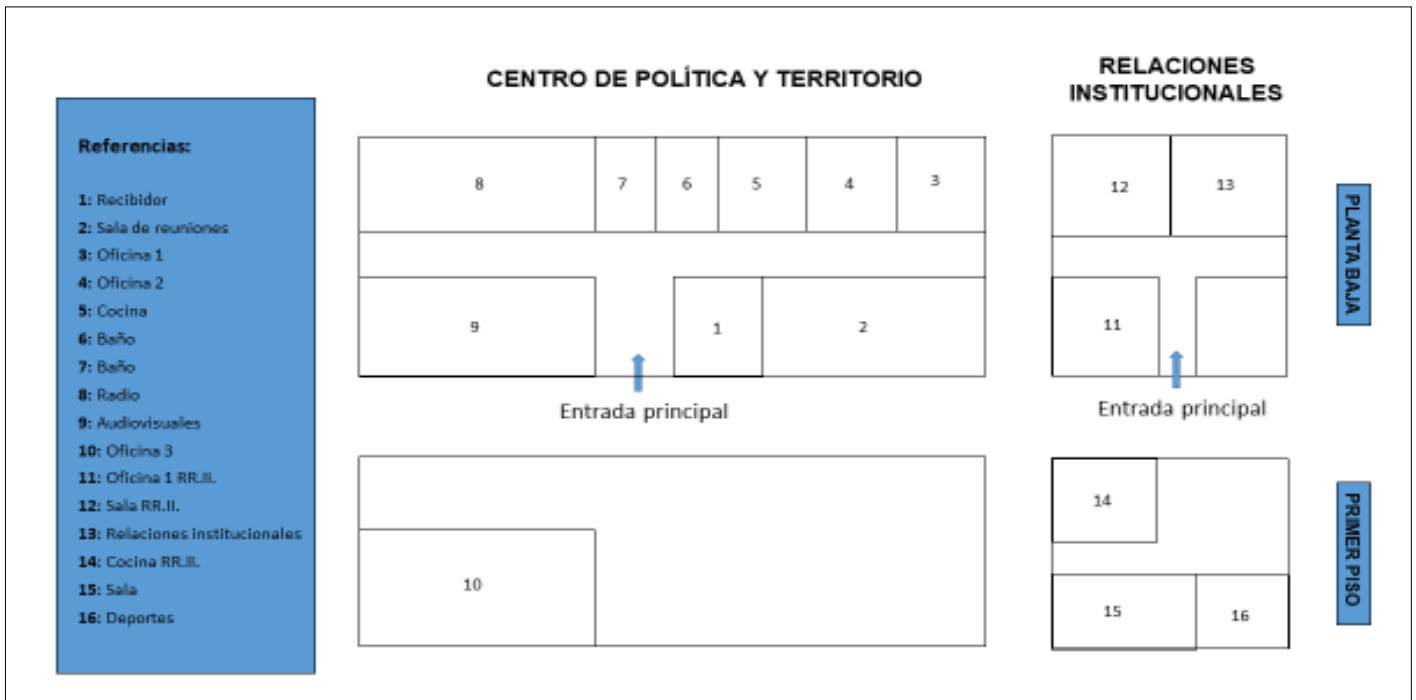 CENTRO DE POLÍTICA Y TERRITORIO
RELACIONES
INSTITUCIONALES
Referencias:
1: Recibidor
2: Sala de reuniones
3: Oficina 1
4: Oficina 2
5: Cocina
6: Baño
7: Baño
8: Radio
9: Audiovisuales
10: Oficina 3
11: Oficina 1 RR.II.
12: Sala RR.II.
13: Relaciones institucionales
14: Cocina RR.II.
15: Sala
16: Deportes
8 7 6 5 4 3
9 1 2
Entrada principal
12 13
11
Entrada principal
PLANTA BAJA
10
14
15 16
PRIMER PISO